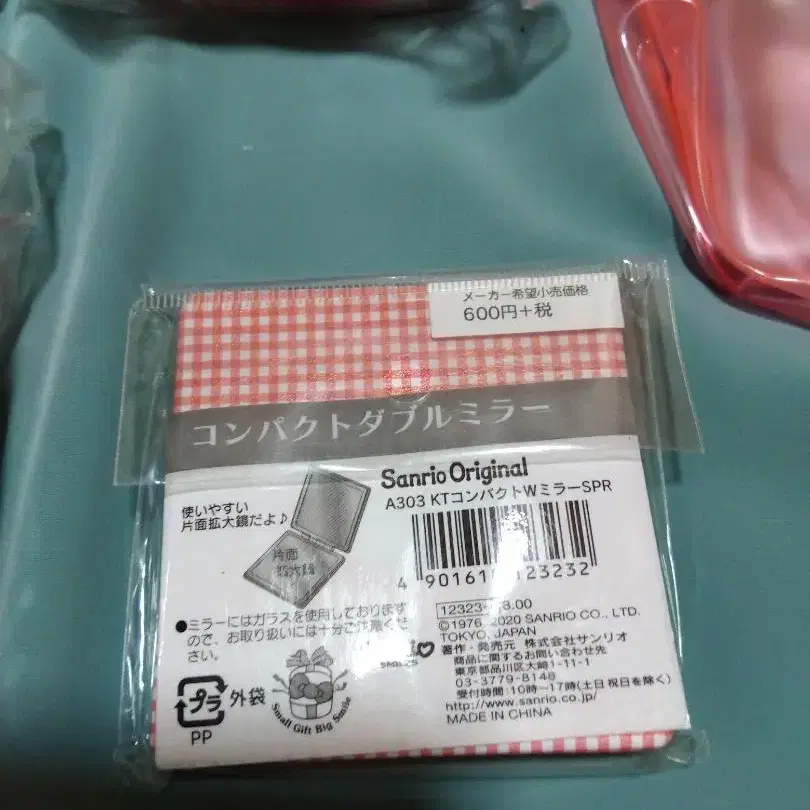 メーカー希望小売価格
600円+税
コンパクトダブルミラー
使いやすい
片面拡大鏡だよ♪
片面
拡大鏡
Sanrio Original
A303 KTコンパクトWミラーSPR
4 90161 123232
●ミラーにはガラスを使用しております
ので、お取り扱いには十分ご注意くだ
さい。
プラ 外袋
PP
Small Gift Big Smile
12323- 8.00
©1976, 2020 SANRIO CO., LTD.
TOKYO, JAPAN
著作・発売元 株式会社サンリオ
商品に関するお問い合わせ先
東京都品川区大崎1-11-1
03-3779-8148
受付時間:10時〜17時(土日祝日を除く)
http://www.sanrio.co.jp/
MADE IN CHINA